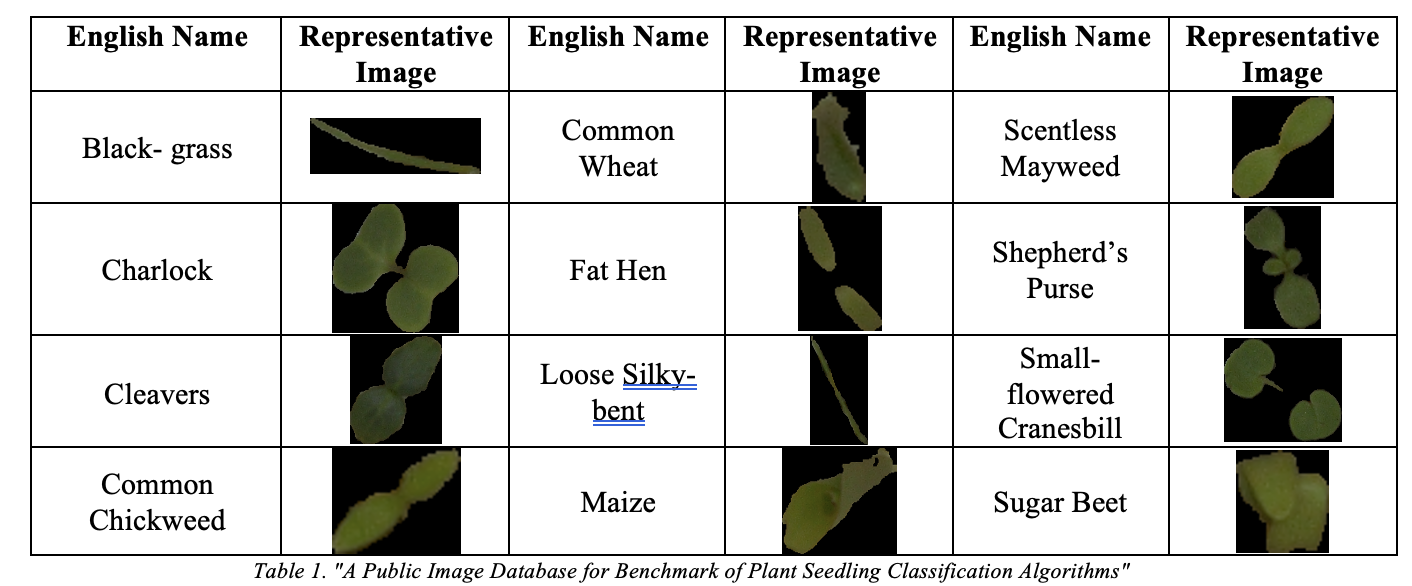 English Name Representative Image English Name Representative Image English Name Representative Image
Black- grass Common Wheat Scentless Mayweed
Charlock Fat Hen Shepherd’s Purse
Cleavers Loose Silky-bent Small-flowered Cranesbill
Common Chickweed Maize Sugar Beet
Table 1. "A Public Image Database for Benchmark of Plant Seedling Classification Algorithms"